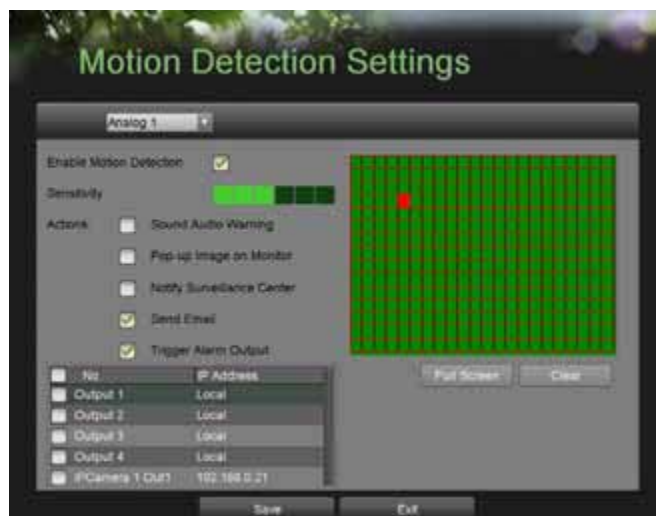 Motion Detection Settings
Analog 1
Enable Motion Detection
Sensitivity
Actions
Sound Audio Warning
Pop-up Image on Monitor
Notify Surveillance Center
Send Email
Trigger Alarm Output
No. IP Address
Output 1 Local
Output 2 Local
Output 3 Local
Output 4 Local
IPCamera 1 Out1 192.168.0.21
Full Screen Clear
Save Exit